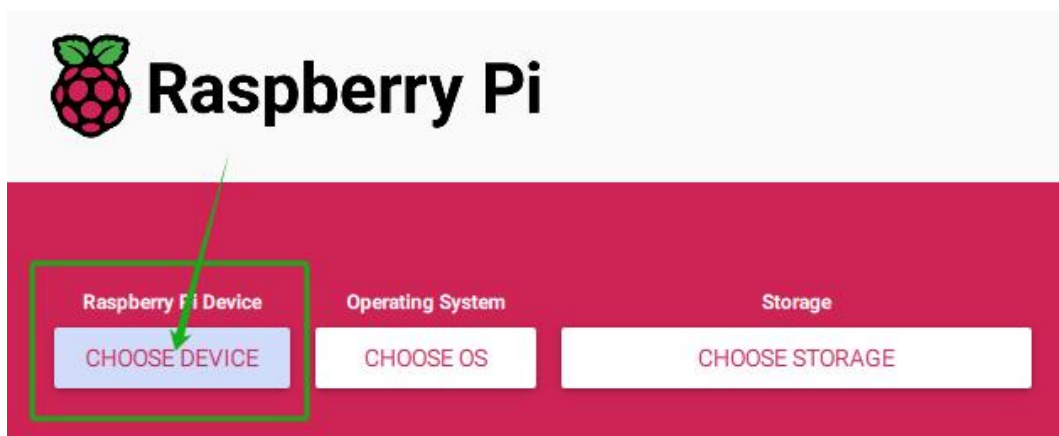 Raspberry Pi
Raspberry Pi Device
Operating System
Storage
CHOOSE DEVICE
CHOOSE OS
CHOOSE STORAGE